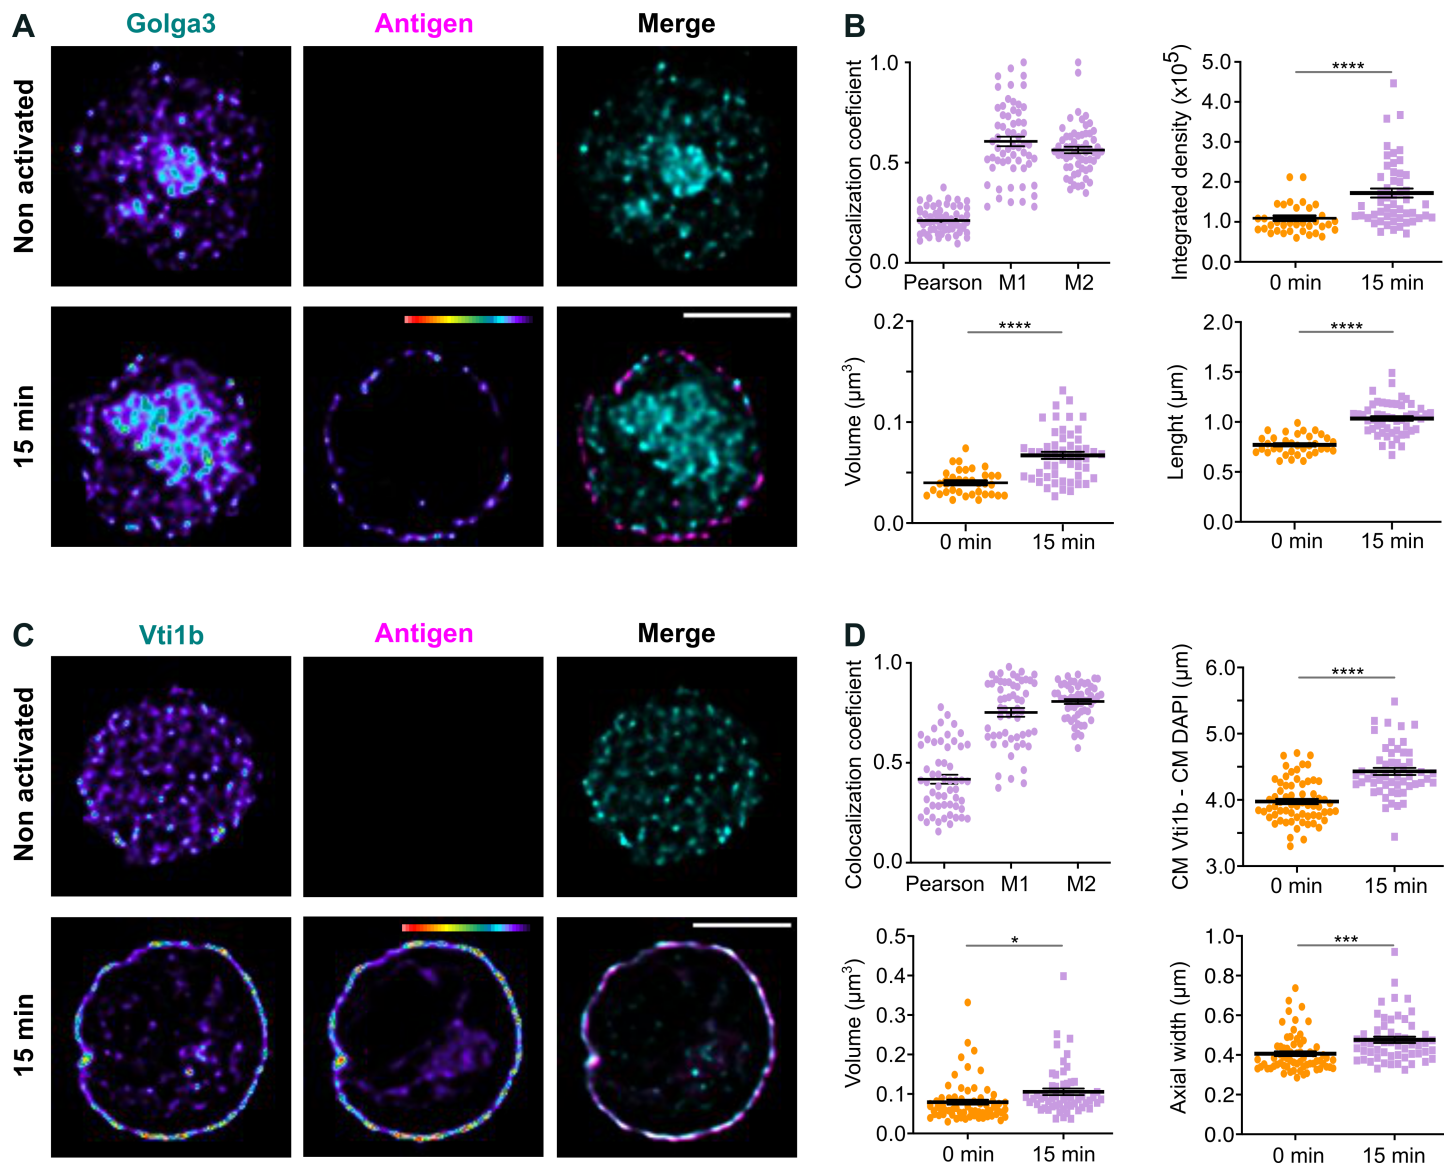 A
Golga3
Antigen
Merge
Non activated
15 min
B
Colocalization coeficient
1.0
0.5
0.0
Pearson
M1
M2
Integrated density (x10⁵)
5.0
4.0
3.0
2.0
1.0
0.0
****
0 min
15 min
Volume (µm³)
0.2
0.1
0.0
****
0 min
15 min
Lenght (µm)
2.0
1.5
1.0
0.5
0.0
****
0 min
15 min
C
Vti1b
Antigen
Merge
Non activated
15 min
D
Colocalization coeficient
1.0
0.5
0.0
Pearson
M1
M2
CM Vti1b - CM DAPI (µm)
6.0
5.0
4.0
3.0
****
0 min
15 min
Volume (µm³)
0.5
0.4
0.3
0.2
0.1
0.0
*
0 min
15 min
Axial width (µm)
1.0
0.8
0.6
0.4
0.2
0.0
***
0 min
15 min